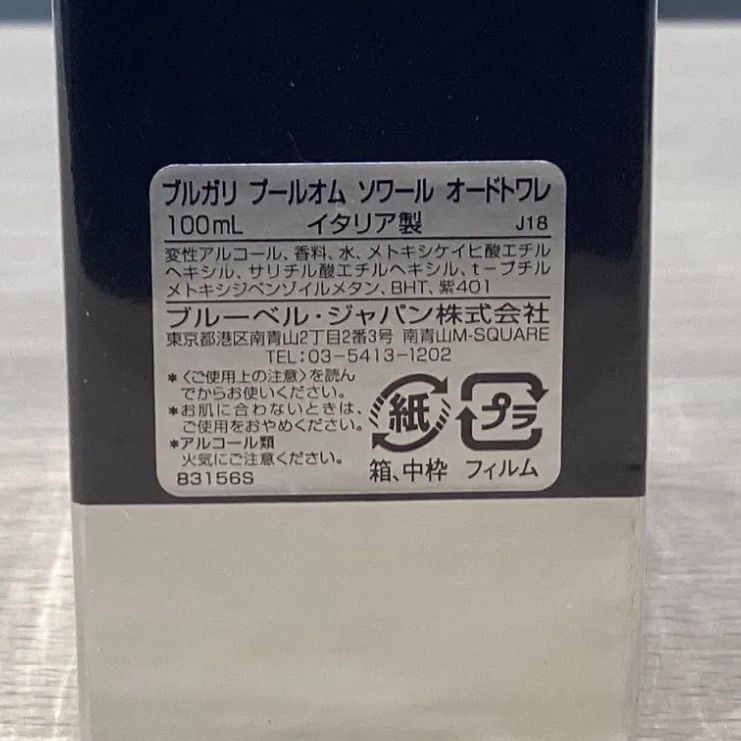 ブルガリ プールオム ソワール オードトワレ
100mL イタリア製 J18
変性アルコール、香料、水、メトキシケイヒ酸エチル
ヘキシル、サリチル酸エチルヘキシル、t－ブチル
メトキシジベンゾイルメタン、BHT、紫401
ブルーベル・ジャパン株式会社
東京都港区南青山2丁目2番3号 南青山M-SQUARE
TEL：03-5413-1202
＊〈ご使用上の注意〉を読ん
でからお使いください。
＊お肌に合わないときは、
ご使用をおやめください。
＊アルコール類
火気にご注意ください。
83156S
紙
箱、中枠
プラ
フィルム